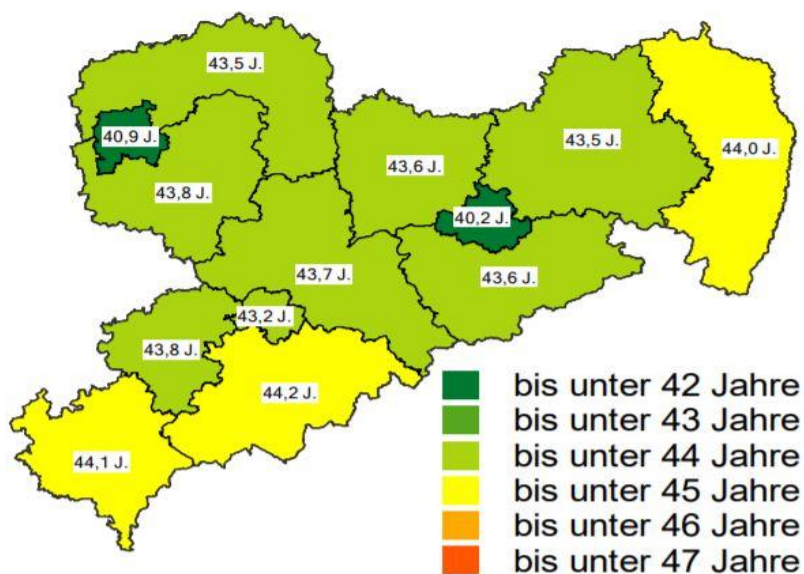 43,5 J.
40,9 J.
43,5 J.
44,0 J.
43,6 J.
43,8 J.
40,2 J.
43,7 J.
43,6 J.
43,2 J.
43,8 J.
44,2 J.
44,1 J.
bis unter 42 Jahre
bis unter 43 Jahre
bis unter 44 Jahre
bis unter 45 Jahre
bis unter 46 Jahre
bis unter 47 Jahre